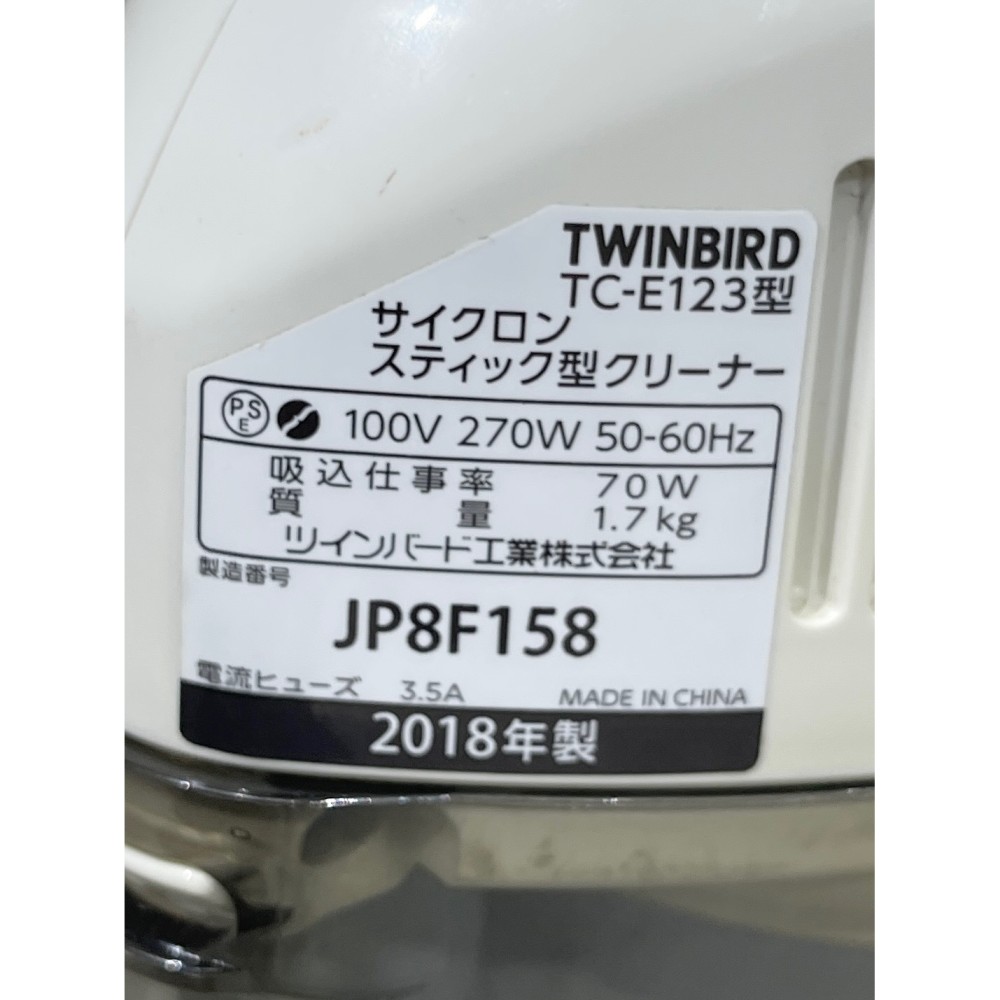 TWINBIRD
TC-E123型
サイクロン
スティック型クリーナー
PSE 100V 270W 50-60Hz
吸込仕事率 70W
質量 1.7kg
ツインバード工業株式会社
製造番号
JP8F158
電流ヒューズ 3.5A MADE IN CHINA
2018年製